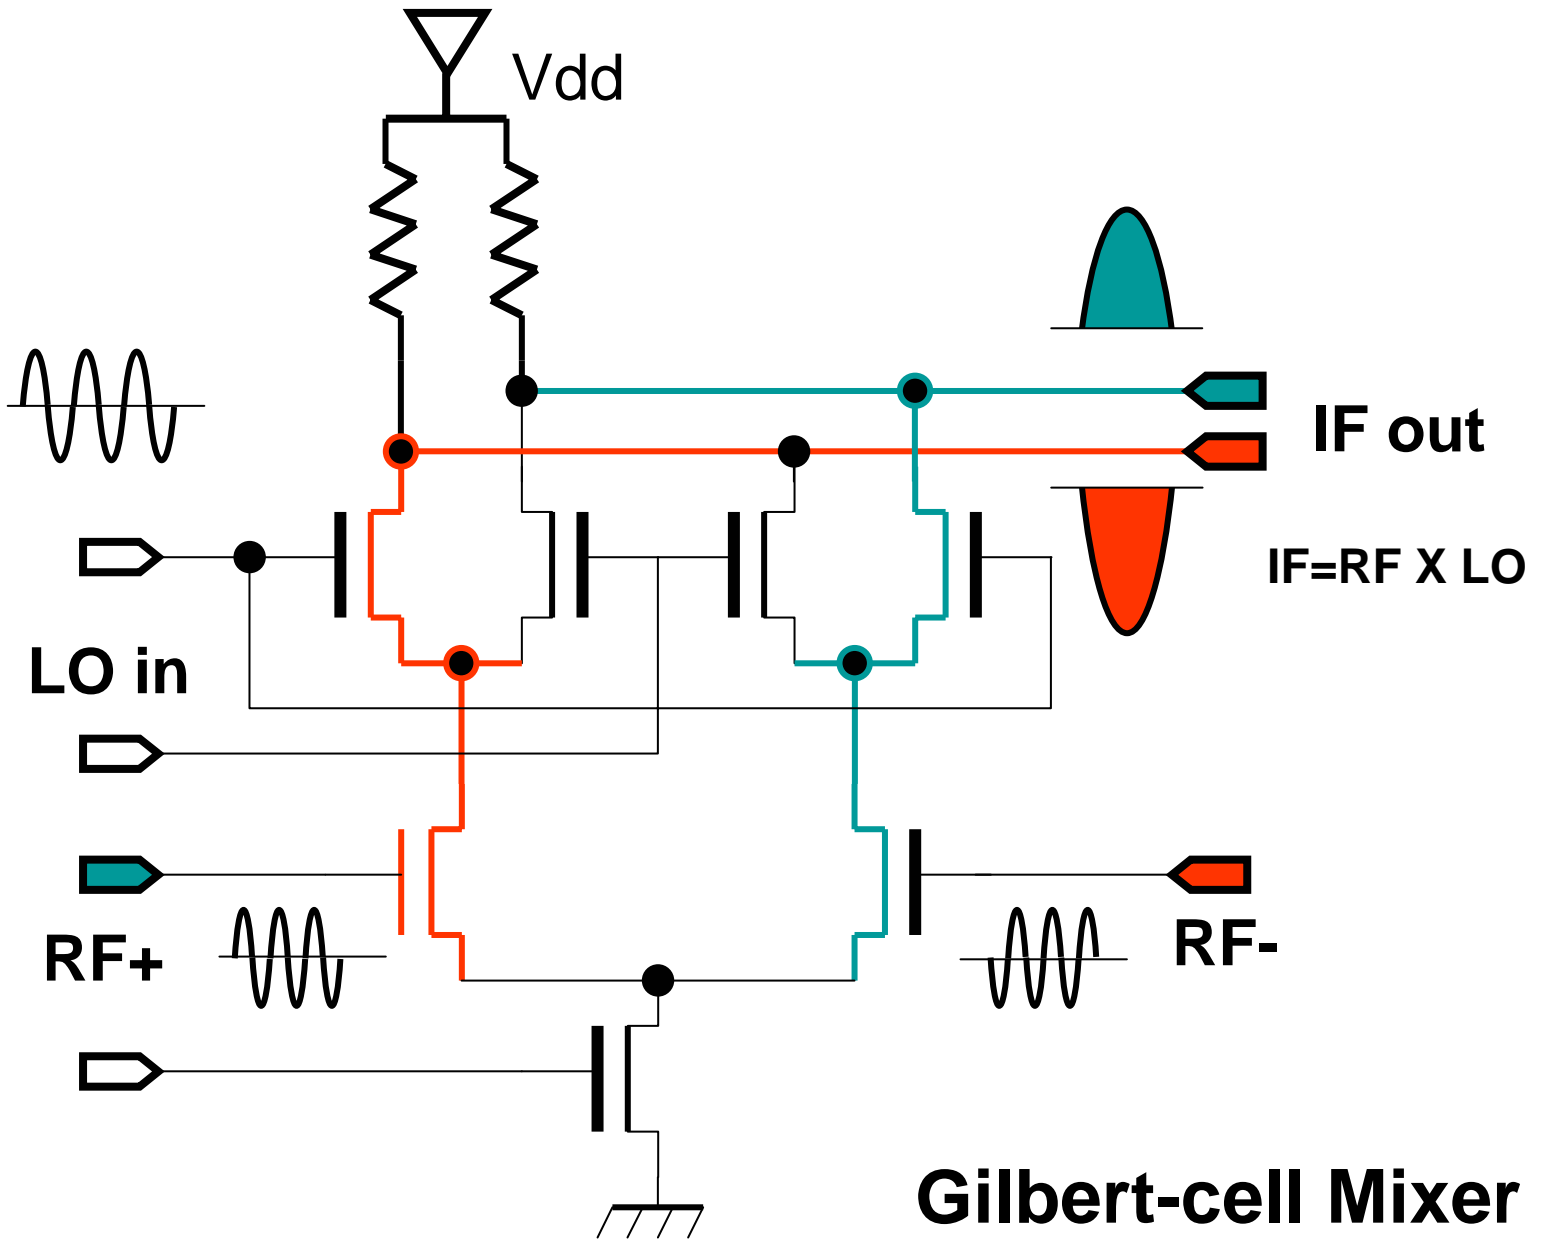 Vdd
IF out
IF=RF X LO
LO in
RF+
RF-
Gilbert-cell Mixer